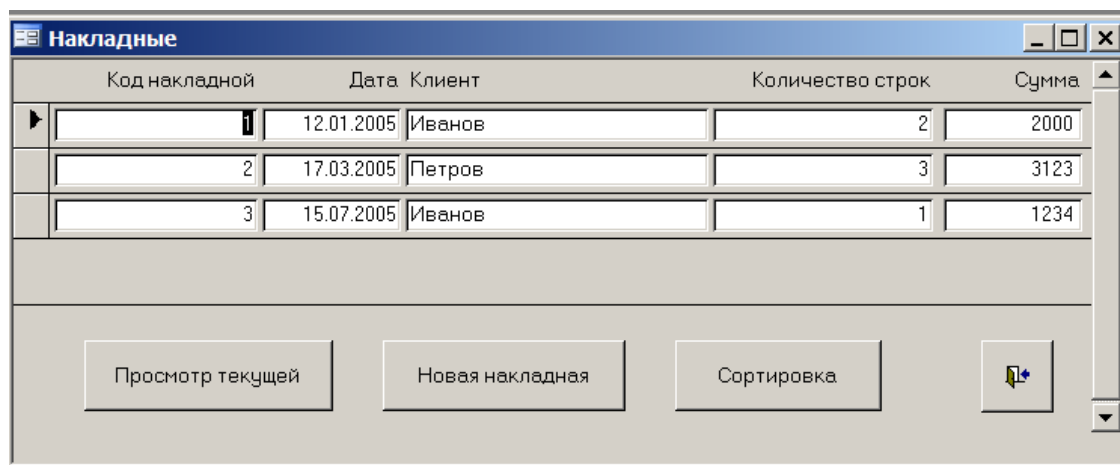 Накладные
Код накладной Дата Клиент Количество строк Сумма
1 12.01.2005 Иванов 2 2000
2 17.03.2005 Петров 3 3123
3 15.07.2005 Иванов 1 1234
Просмотр текущей Новая накладная Сортировка